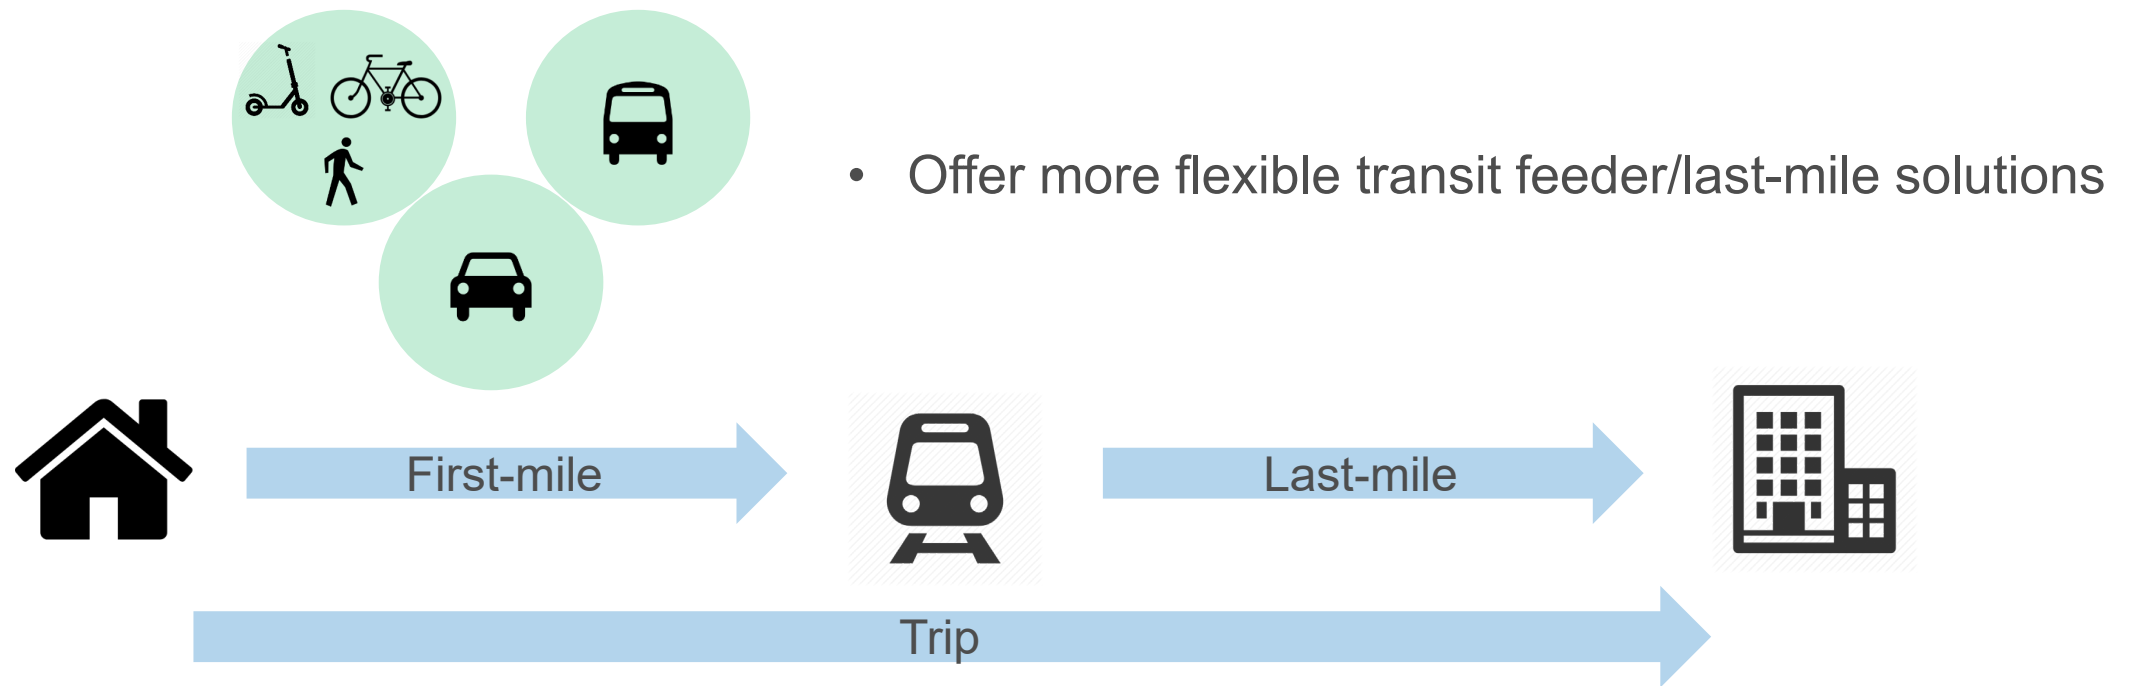 • Offer more flexible transit feeder/last-mile solutions
First-mile
Last-mile
Trip